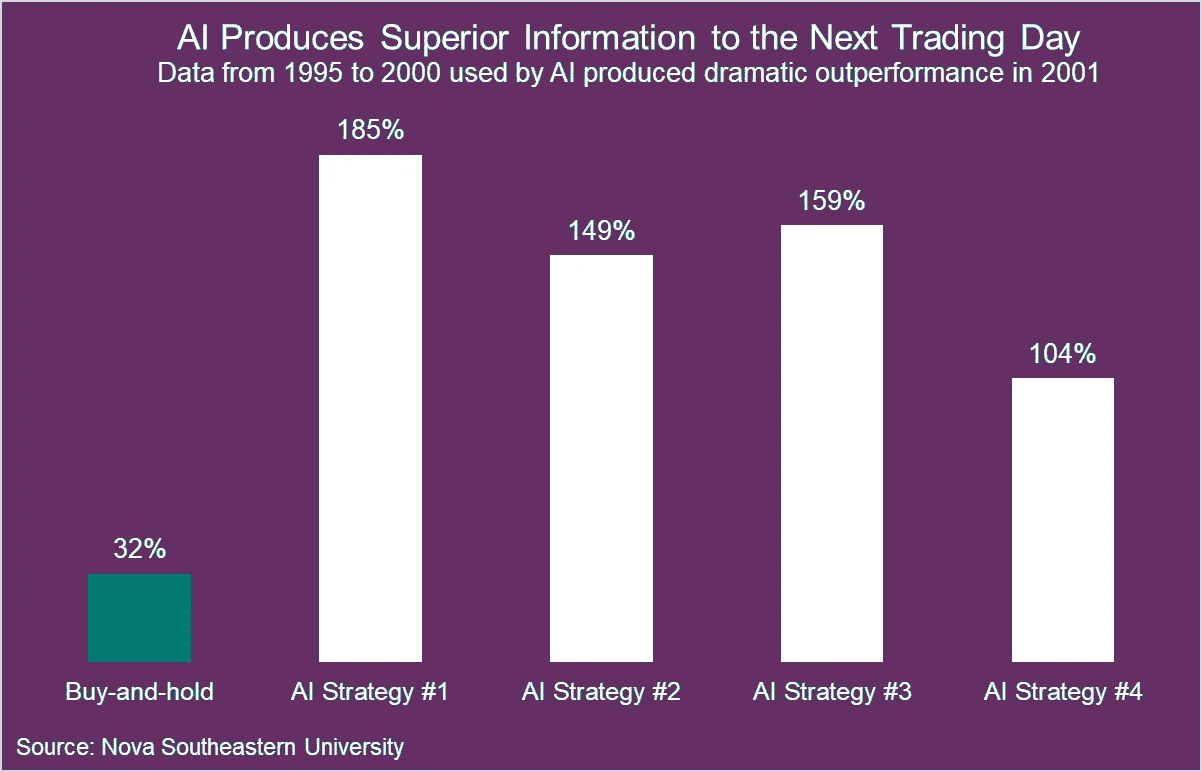 AI Produces Superior Information to the Next Trading Day
Data from 1995 to 2000 used by AI produced dramatic outperformance in 2001
185%
149%
159%
104%
32%
Buy-and-hold
AI Strategy #1
AI Strategy #2
AI Strategy #3
AI Strategy #4
Source: Nova Southeastern University